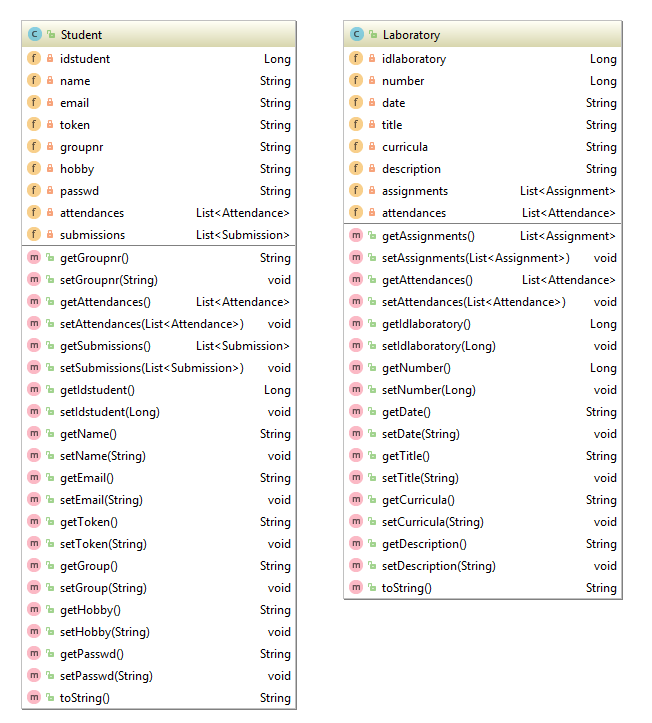 Student
idstudent Long
name String
email String
token String
groupnr String
hobby String
passwd String
attendances List<Attendance>
submissions List<Submission>
getGroupnr() String
setGroupnr(String) void
getAttendances() List<Attendance>
setAttendances(List<Attendance>) void
getSubmissions() List<Submission>
setSubmissions(List<Submission>) void
getIdstudent() Long
setIdstudent(Long) void
getName() String
setName(String) void
getEmail() String
setEmail(String) void
getToken() String
setToken(String) void
getGroup() String
setGroup(String) void
getHobby() String
setHobby(String) void
getPasswd() String
setPasswd(String) void
toString() String
Laboratory
idlaboratory Long
number Long
date String
title String
curricula String
description String
assignments List<Assignment>
attendances List<Attendance>
getAssignments() List<Assignment>
setAssignments(List<Assignment>) void
getAttendances() List<Attendance>
setAttendances(List<Attendance>) void
getIdlaboratory() Long
setIdlaboratory(Long) void
getNumber() Long
setNumber(Long) void
getDate() String
setDate(String) void
getTitle() String
setTitle(String) void
getCurricula() String
setCurricula(String) void
getDescription() String
setDescription(String) void
toString() String